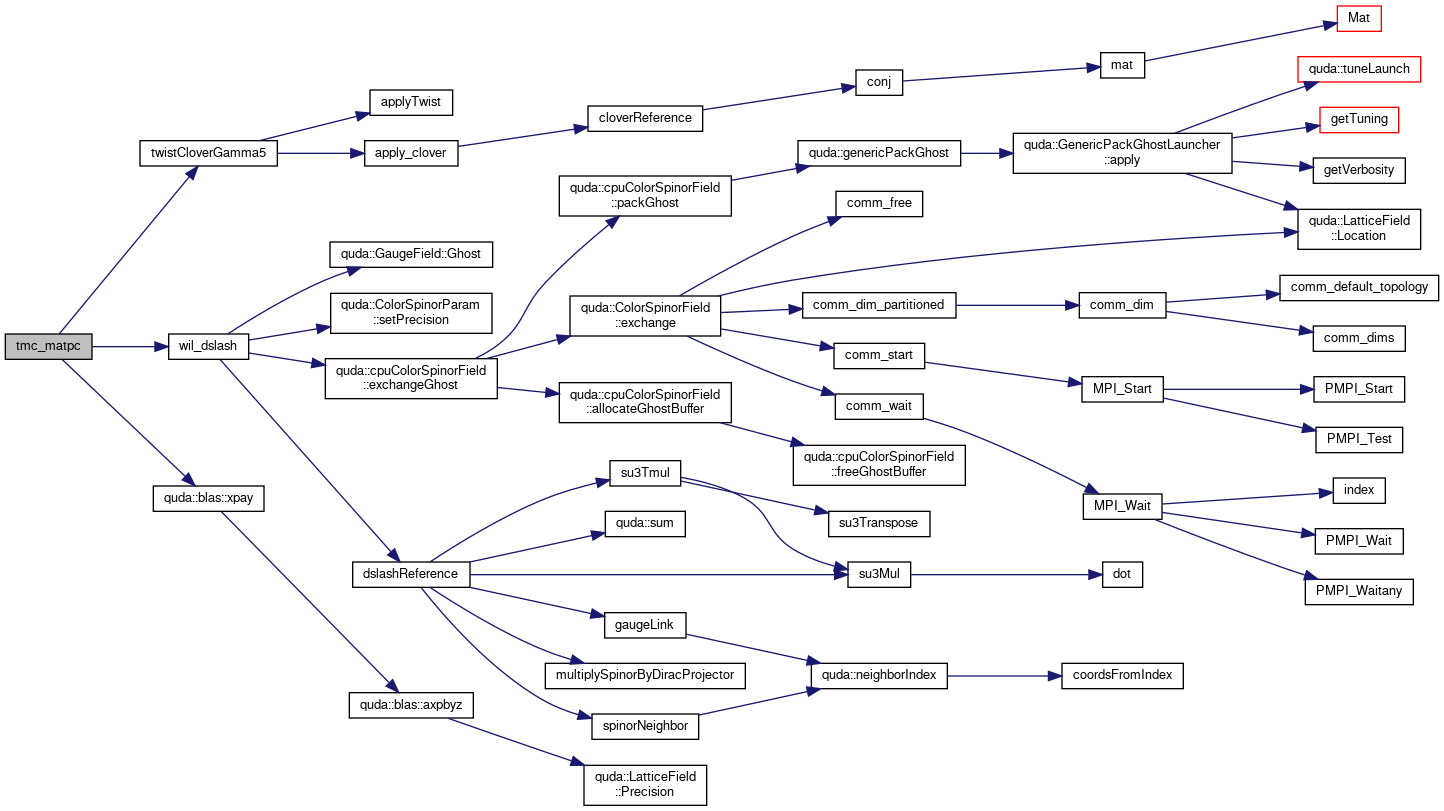 Mat
mat
quda::tuneLaunch
conj
applyTwist
cloverReference
getTuning
twistCloverGamma5
apply_clover
quda::genericPackGhost
quda::GenericPackGhostLauncher
::apply
getVerbosity
quda::cpuColorSpinorField
::packGhost
comm_free
quda::LatticeField
::Location
quda::GaugeField::Ghost
comm_default_topology
quda::ColorSpinorParam
::setPrecision
quda::ColorSpinorField
::exchange
comm_dim_partitioned
comm_dim
comm_dims
tmc_matpc
wil_dslash
comm_start
quda::cpuColorSpinorField
::exchangeGhost
MPI_Start
PMPI_Start
quda::cpuColorSpinorField
::allocateGhostBuffer
comm_wait
PMPI_Test
quda::cpuColorSpinorField
::freeGhostBuffer
su3Tmul
index
quda::blas::xpay
MPI_Wait
quda::sum
su3Transpose
PMPI_Wait
dslashReference
su3Mul
dot
PMPI_Waitany
gaugeLink
multiplySpinorByDiracProjector
quda::neighborIndex
coordsFromIndex
quda::blas::axpbyz
spinorNeighbor
quda::LatticeField
::Precision